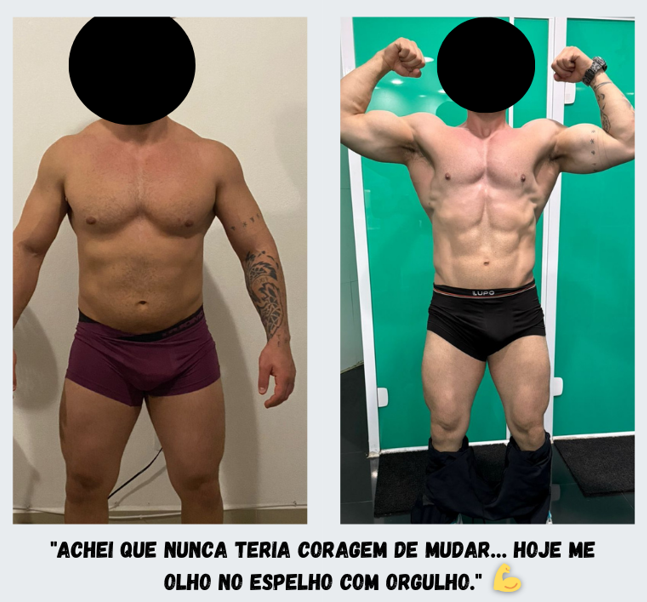 LUPO
"ACHEI QUE NUNCA TERIA CORAGEM DE MUDAR... HOJE ME
OLHO NO ESPELHO COM ORGULHO." 💪